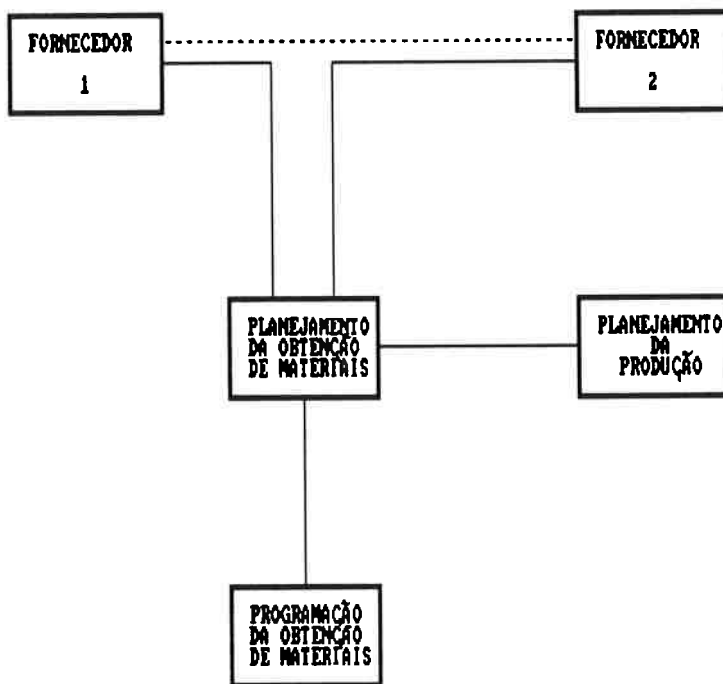 FORNECEDOR
1
FORNECEDOR
2
PLANEJAMENTO
DA OBTENÇÃO
DE MATERIAIS
PLANEJAMENTO
DA
PRODUÇÃO
PROGRAMAÇÃO
DA OBTENÇÃO
DE MATERIAIS